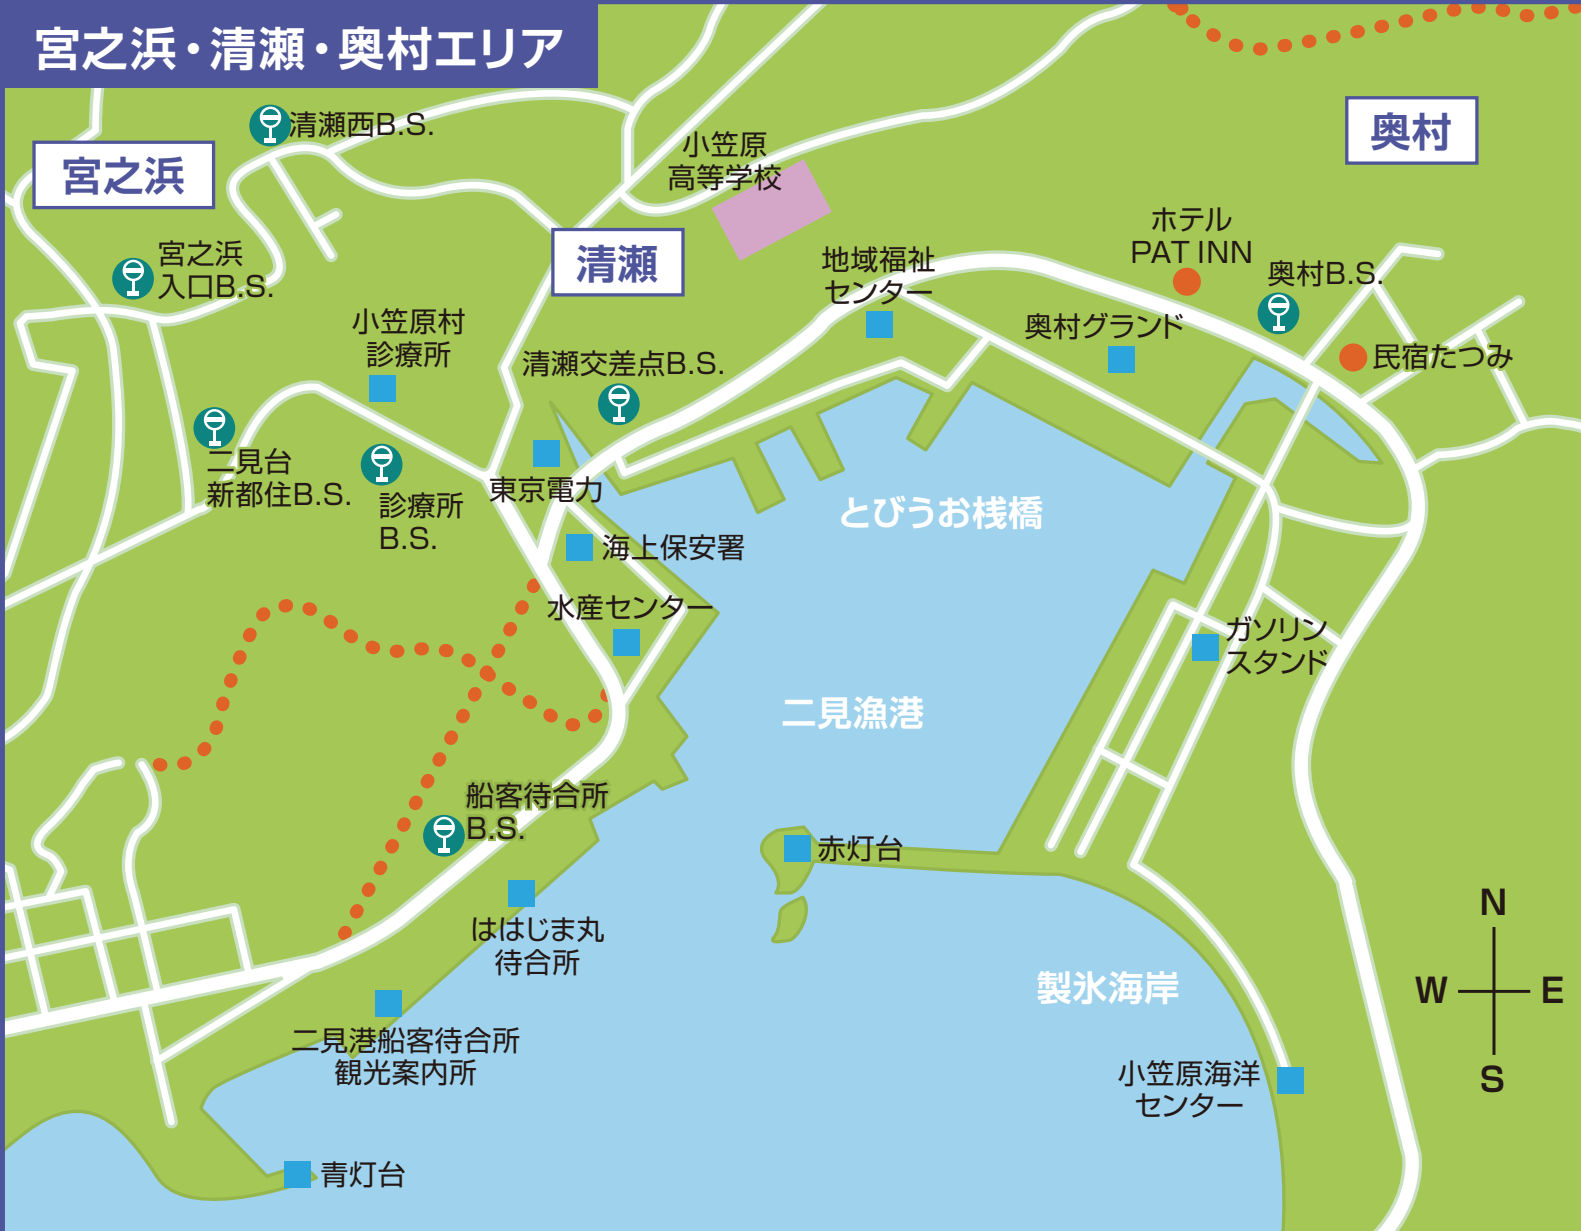 宮之浜・清瀬・奥村エリア
清瀬西B.S.
宮之浜
小笠原
高等学校
奥村
宮之浜
入口B.S.
清瀬
地域福祉
センター
ホテル
PAT INN
奥村B.S.
小笠原村
診療所
奥村グランド
清瀬交差点B.S.
民宿たつみ
二見台
新都住B.S.
診療所
B.S.
東京電力
とびうお桟橋
海上保安署
水産センター
ガソリン
スタンド
二見漁港
船客待合所
B.S.
赤灯台
ははじま丸
待合所
製氷海岸
N
W
E
S
二見港船客待合所
観光案内所
小笠原海洋
センター
青灯台